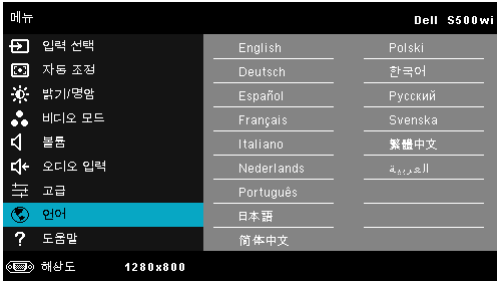 메뉴 Dell S500wi
입력 선택
자동 조정
밝기/명암
비디오 모드
볼륨
오디오 입력
고급
언어
도움말
English Polski
Deutsch 한국어
Español Русский
Français Svenska
Italiano 繁體中文
Nederlands العربية
Português
日本語
简体中文
해상도 1280x800